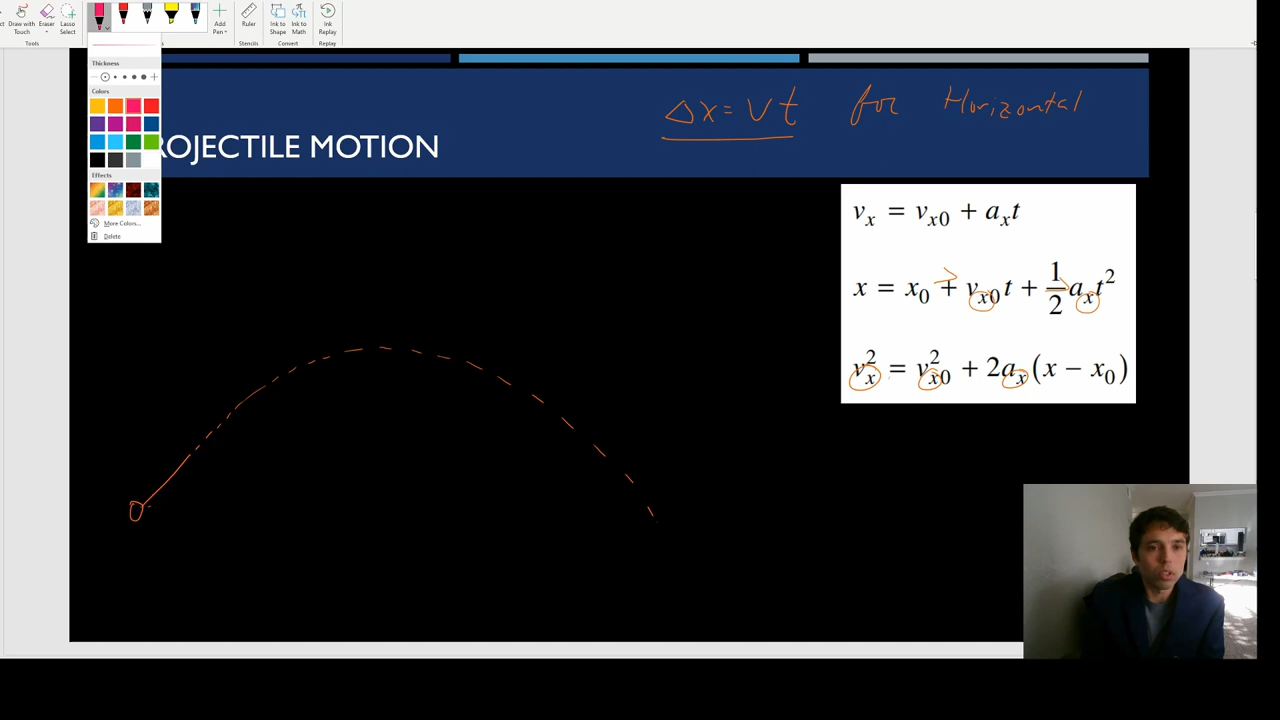 Draw with Touch
Eraser
Lasso Select
Add Pen
Ruler
Ink to Shape
Ink to Math
Ink Replay
Tools
Stencils
Convert
Replay
Thickness
Colors
Effects
More Colors...
Delete
Δx = v t for Horizontal
ROJECTILE MOTION
vₓ = vₓ₀ + aₓt
x = x₀ + vₓ₀t + 1/2 aₓt²
vₓ² = vₓ₀² + 2aₓ(x − x₀)